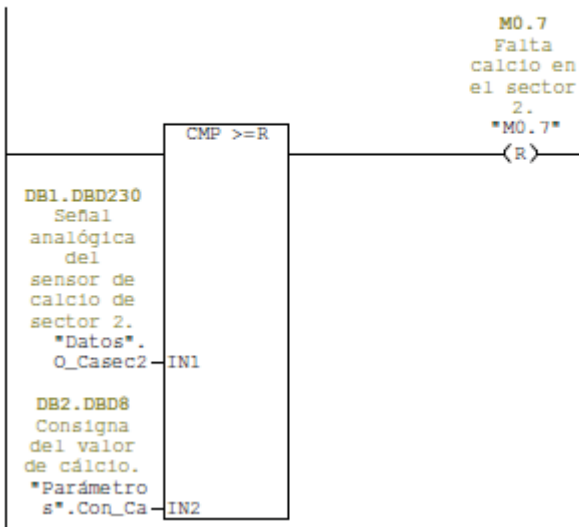 M0.7
Falta
calcio en
el sector
2.
"M0.7"
CMP >=R
(R)
DB1.DBD230
Señal
analógica
del
sensor de
calcio de
sector 2.
"Datos".
O_Casec2
IN1
DB2.DBD8
Consigna
del valor
de cálcio.
"Parámetro
s".Con_Ca
IN2